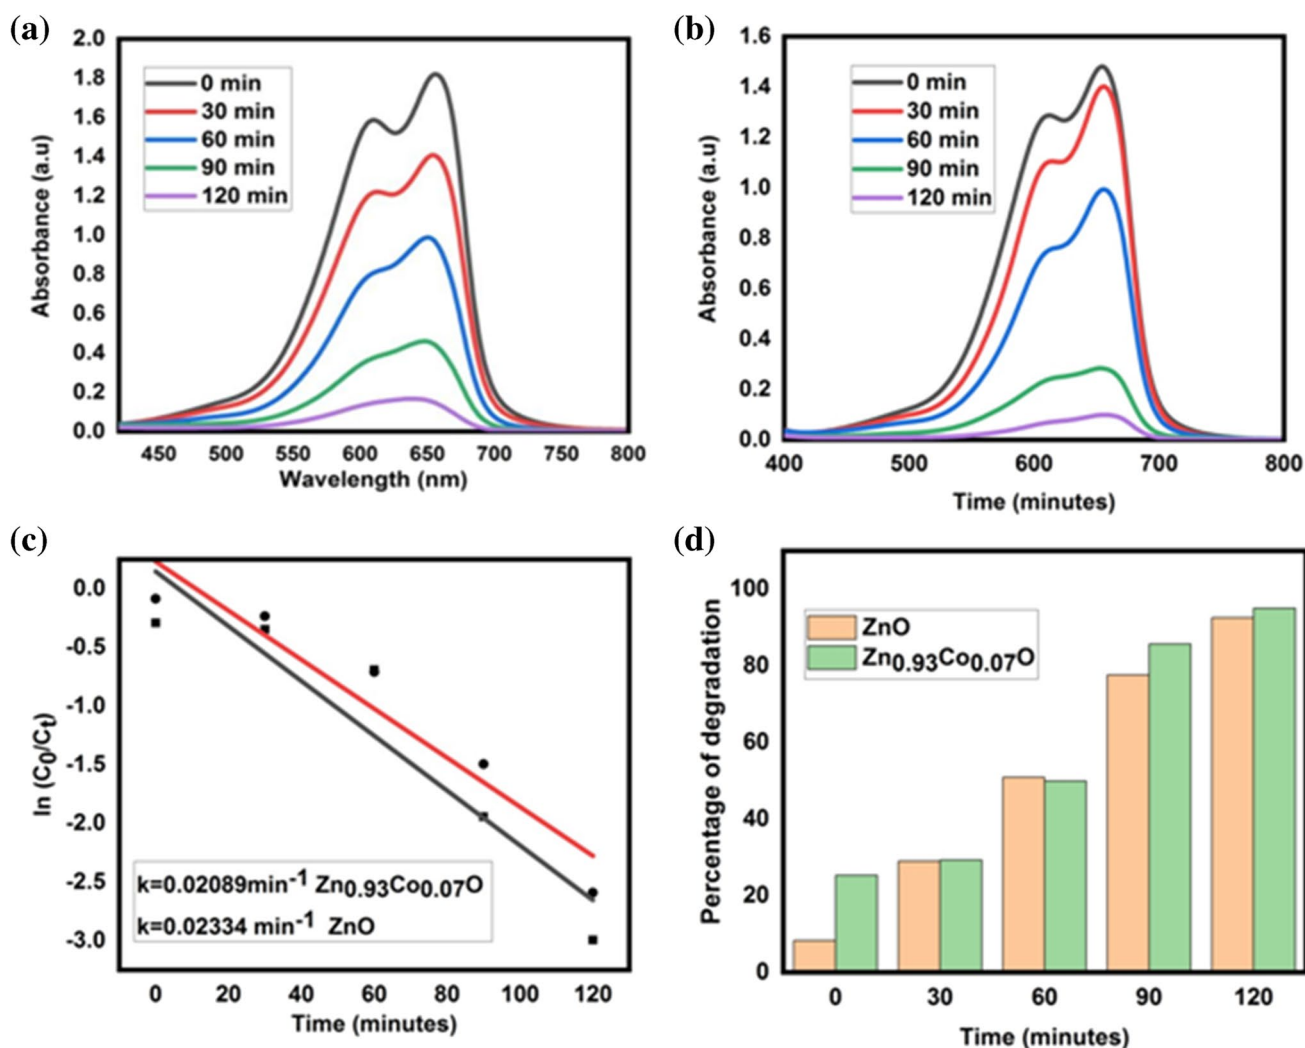 (a)
2.0
1.8
1.6
1.4
1.2
1.0
0.8
0.6
0.4
0.2
0.0
Absorbance (a.u)
0 min
30 min
60 min
90 min
120 min
450 500 550 600 650 700 750 800
Wavelength (nm)
(b)
1.6
1.4
1.2
1.0
0.8
0.6
0.4
0.2
0.0
Absorbance (a.u)
0 min
30 min
60 min
90 min
120 min
400 500 600 700 800
Time (minutes)
(c)
0.0
-0.5
-1.0
-1.5
-2.0
-2.5
-3.0
ln (C0/Ct)
k=0.02089min-1 Zn0.93Co0.07O
k=0.02334 min-1 ZnO
0 20 40 60 80 100 120
Time (minutes)
(d)
100
80
60
40
20
0
Percentage of degradation
ZnO
Zn0.93Co0.07O
0 30 60 90 120
Time (minutes)